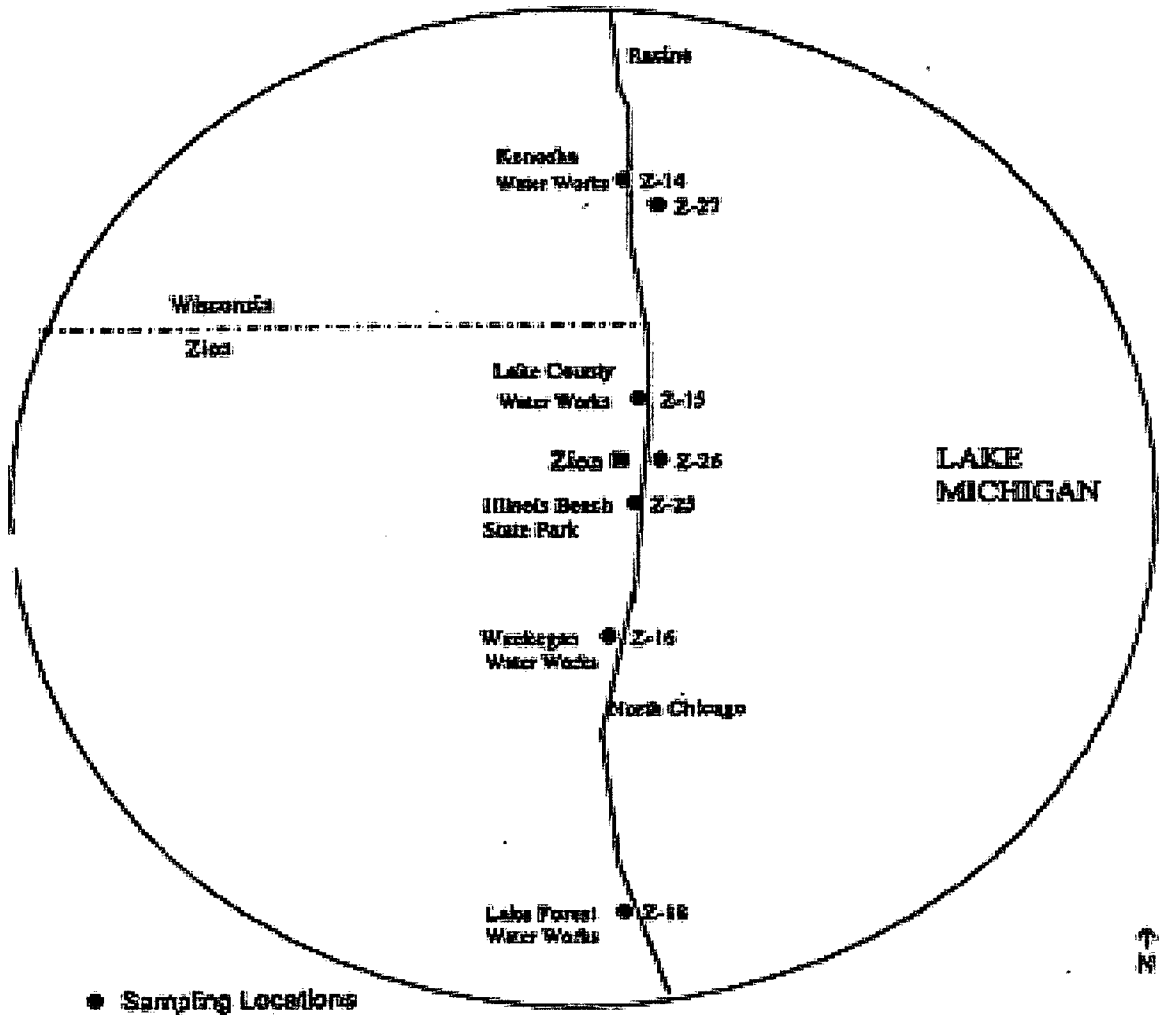 Racine
Kenosha
Water Works
Z-14
Z-27
Wisconsin
Zion
Lake County
Water Works
Z-15
Zion
Z-26
LAKE
MICHIGAN
Illinois Beach
State Park
Z-25
Waukegan
Water Works
Z-16
North Chicago
Lake Forest
Water Works
Z-18
N
Sampling Locations